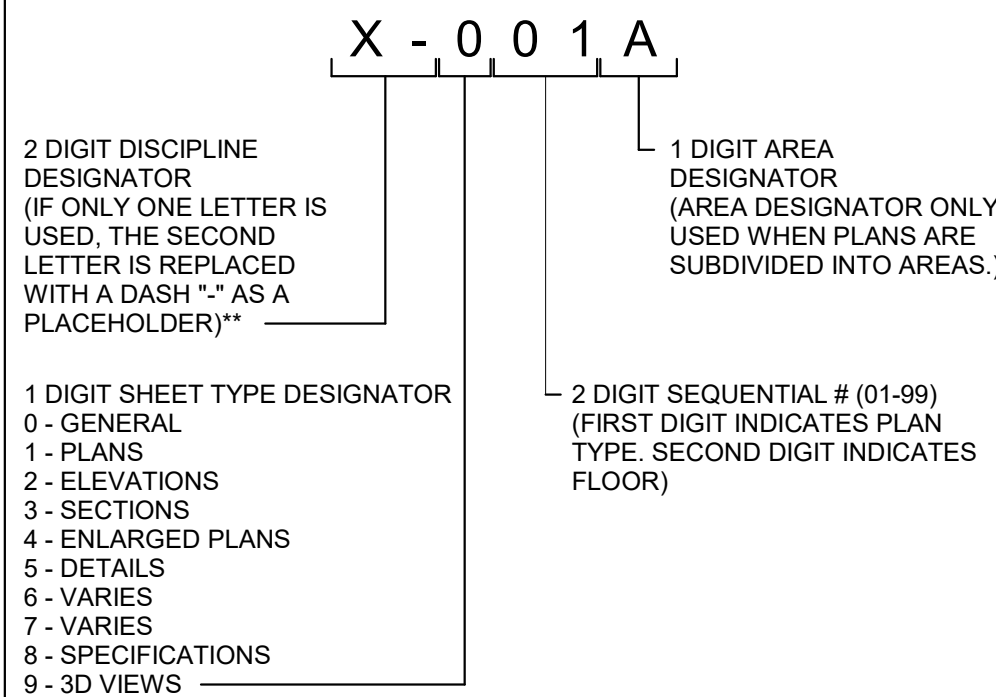 X - 0 0 1 A
2 DIGIT DISCIPLINE
DESIGNATOR
(IF ONLY ONE LETTER IS
USED, THE SECOND
LETTER IS REPLACED
WITH A DASH "-" AS A
PLACEHOLDER)**
1 DIGIT AREA
DESIGNATOR
(AREA DESIGNATOR ONLY
USED WHEN PLANS ARE
SUBDIVIDED INTO AREAS.)
1 DIGIT SHEET TYPE DESIGNATOR
0 - GENERAL
1 - PLANS
2 - ELEVATIONS
3 - SECTIONS
4 - ENLARGED PLANS
5 - DETAILS
6 - VARIES
7 - VARIES
8 - SPECIFICATIONS
9 - 3D VIEWS
2 DIGIT SEQUENTIAL # (01-99)
(FIRST DIGIT INDICATES PLAN
TYPE. SECOND DIGIT INDICATES
FLOOR)